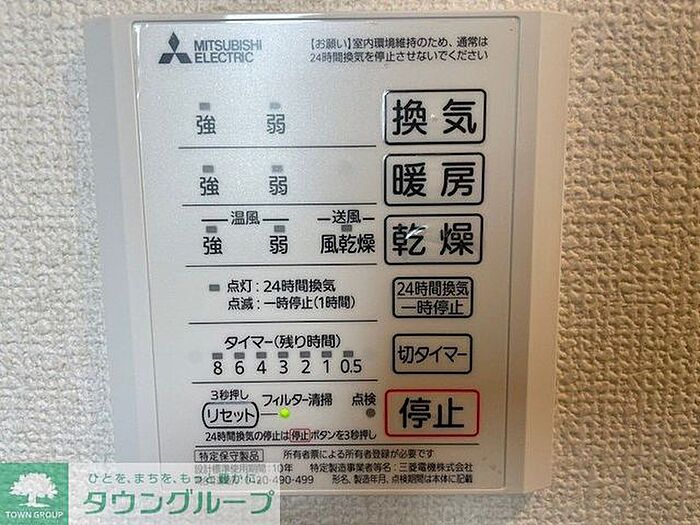 MITSUBISHI
ELECTRIC
【お願い】室内環境維持のため、通常は
24時間換気を停止させないでください
強 弱 換気
強 弱 暖房
温風 送風
強 弱 風乾燥 乾燥
点灯：24時間換気
点滅：一時停止(1時間)
24時間換気
一時停止
タイマー(残り時間)
8 6 4 3 2 1 0.5
切タイマー
3秒押し
リセット フィルター清掃 点検
停止
24時間換気の停止は停止ボタンを3秒押し
特定保守製品 所有者票による所有者登録が必要です
設計標準使用期間：10年 特定製造事業者等名：三菱電機株式会社
20-490-499 形名、製造年月、点検期間は本体に記載
ひとを、まちを、もっと豊かに。
タウングループ
TOWN GROUP